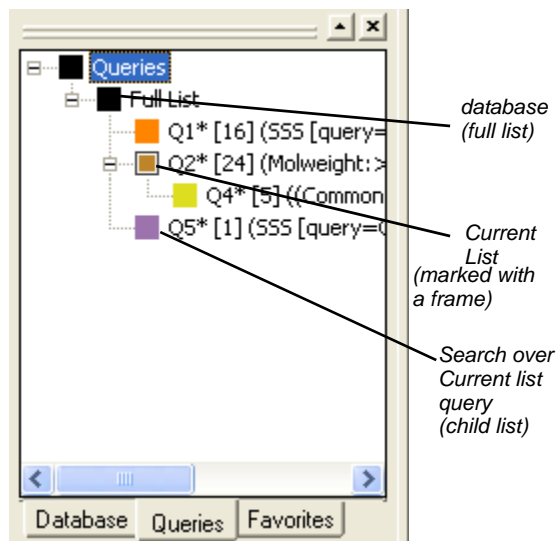 Queries
Full List
Q1* [16] (SSS [query=
Q2* [24] (Molweight: >
Q4* [5] ((Common
Q5* [1] (SSS [query=
Database
Queries
Favorites
database
(full list)
Current
List
(marked with
a frame)
Search over
Current list
query
(child list)